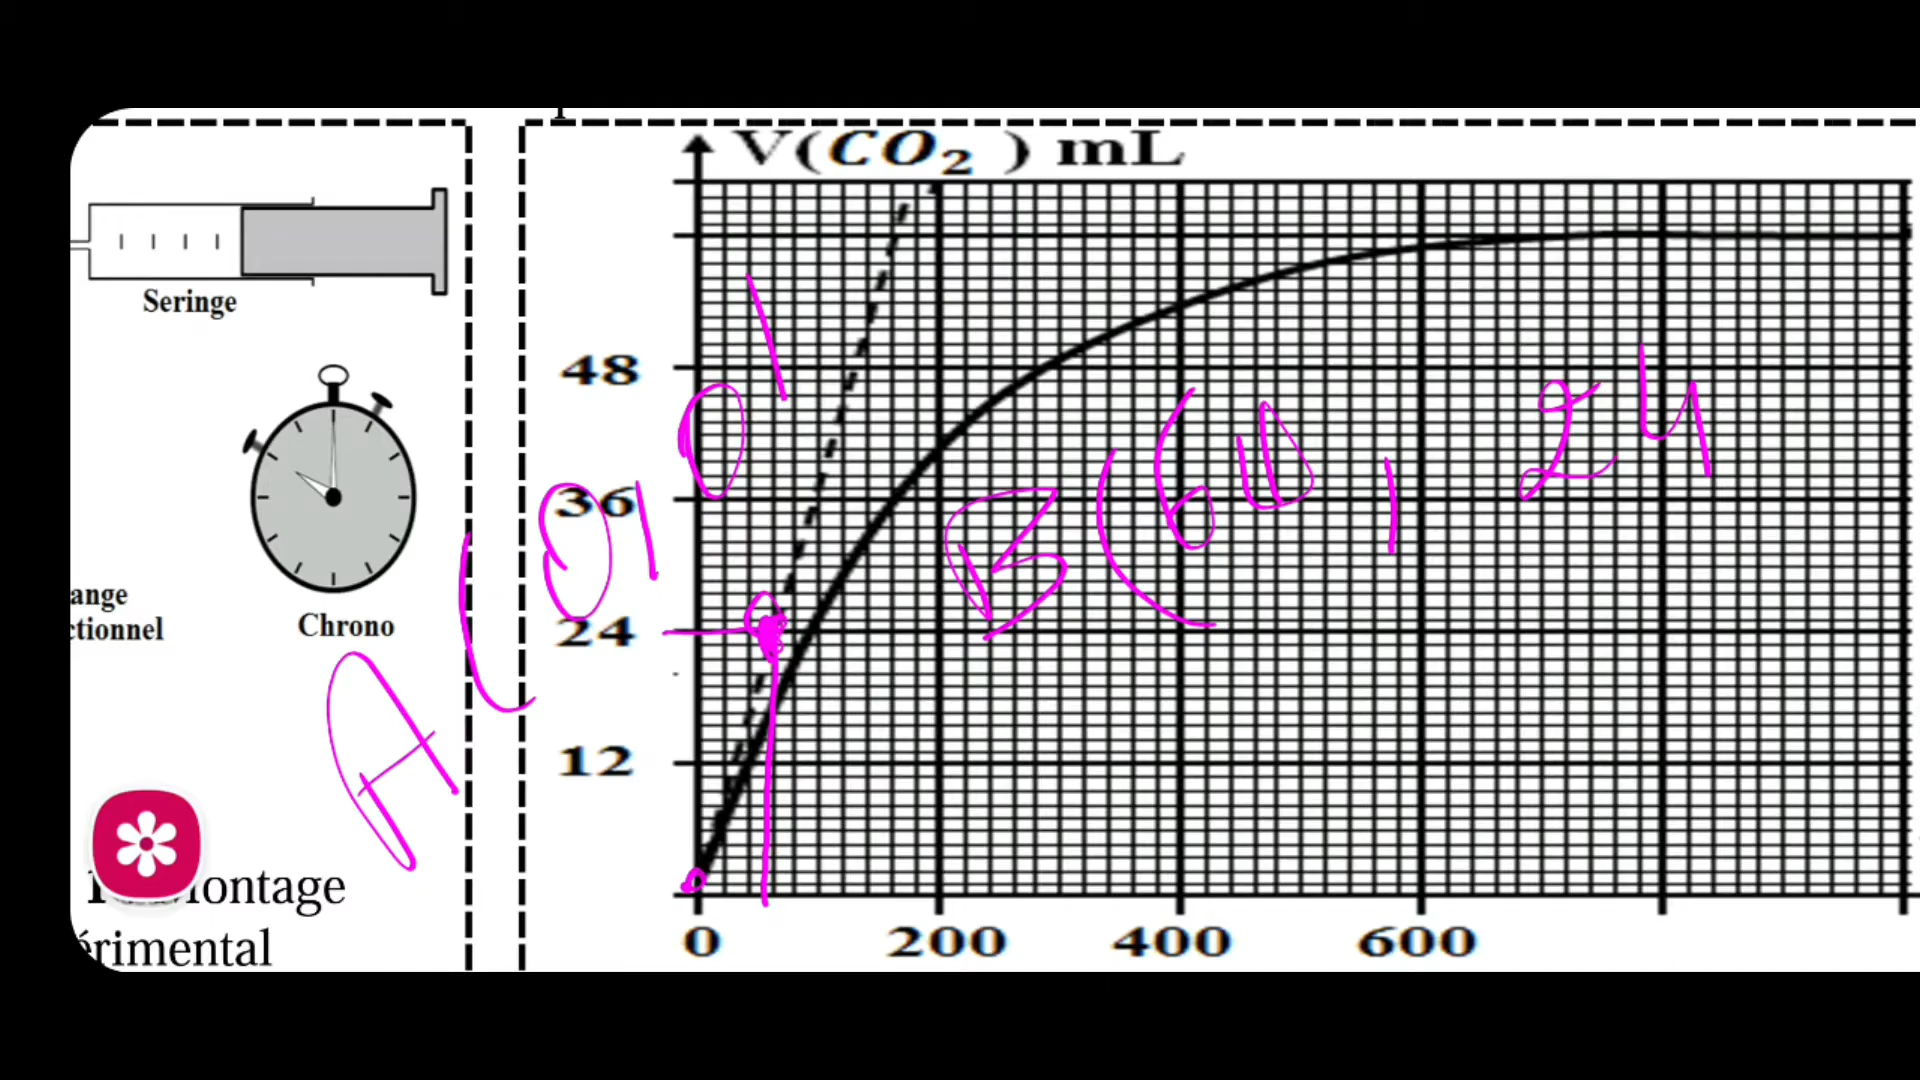 V(CO₂) mL
Seringe
48
36
24
12
ange
ctionnel
Chrono
ontage
érimental
0 200 400 600
A(0, 0)
B(60, 24